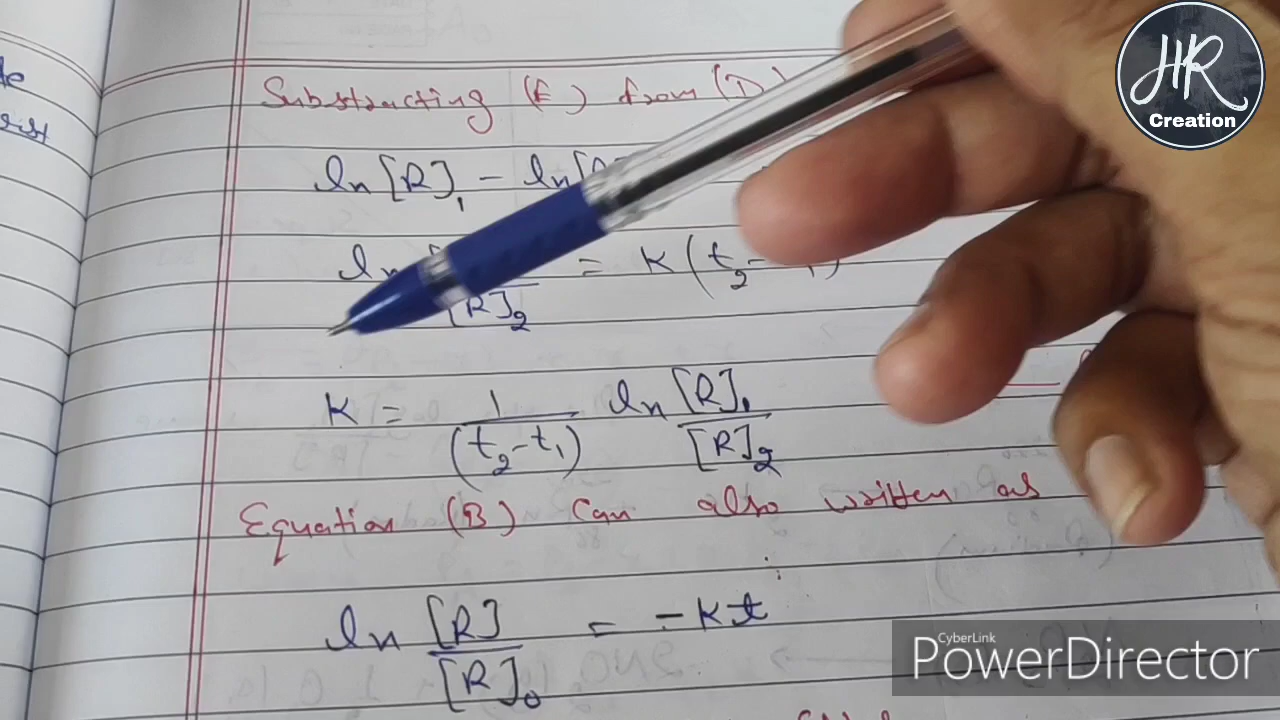 HR
Creation
de
Substracting (E) from (D)
ln [R]₁ - ln
ln = K(t₂-
[R]₂
K = 1/(t₂-t₁) ln [R]₁/[R]₂
Equation (B) Can also written as
ln [R]/[R]₀ = -Kt
CyberLink
PowerDirector